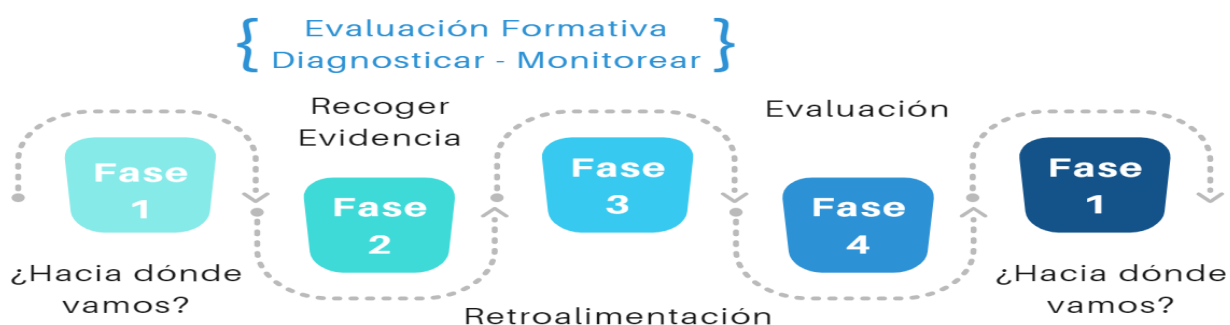 Evaluación Formativa
Diagnosticar - Monitorear
Fase
1
¿Hacia dónde
vamos?
Recoger
Evidencia
Fase
2
Fase
3
Retroalimentación
Evaluación
Fase
4
Fase
1
¿Hacia dónde
vamos?